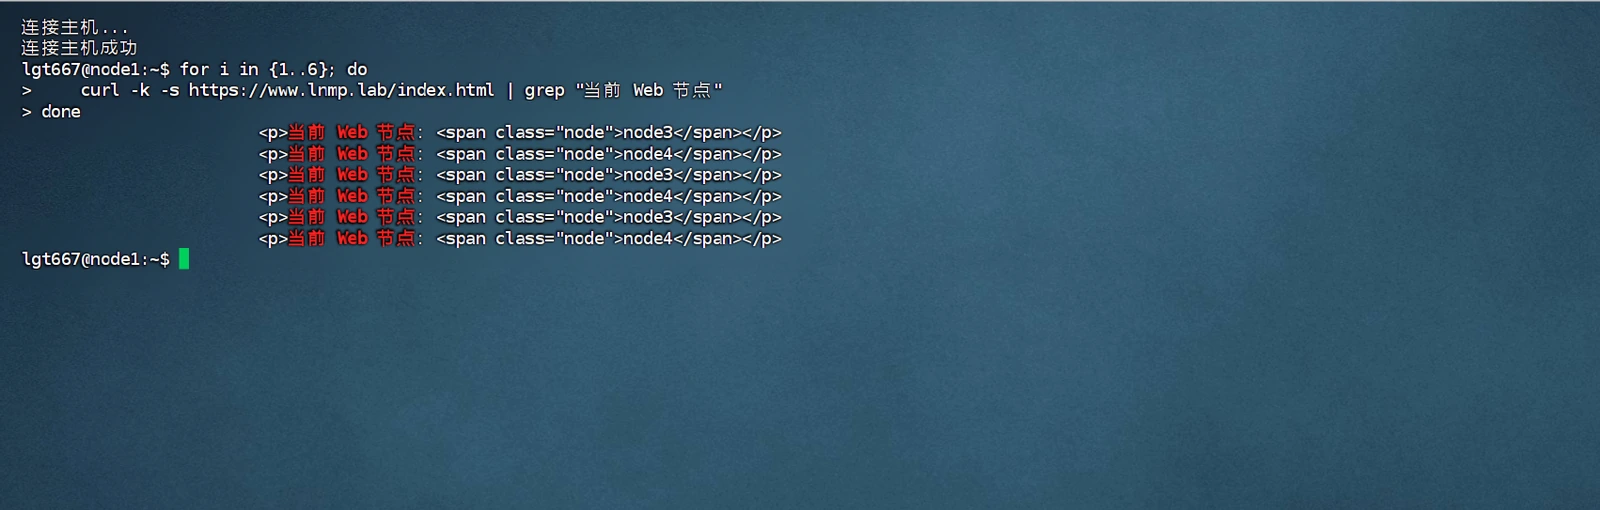 连接主机...
连接主机成功
lgt667@node1:~$ for i in {1..6}; do
>     curl -k -s https://www.lnmp.lab/index.html | grep "当前 Web 节点"
> done
                        <p>当前 Web 节点: <span class="node">node3</span></p>
                        <p>当前 Web 节点: <span class="node">node4</span></p>
                        <p>当前 Web 节点: <span class="node">node3</span></p>
                        <p>当前 Web 节点: <span class="node">node4</span></p>
                        <p>当前 Web 节点: <span class="node">node3</span></p>
                        <p>当前 Web 节点: <span class="node">node4</span></p>
lgt667@node1:~$